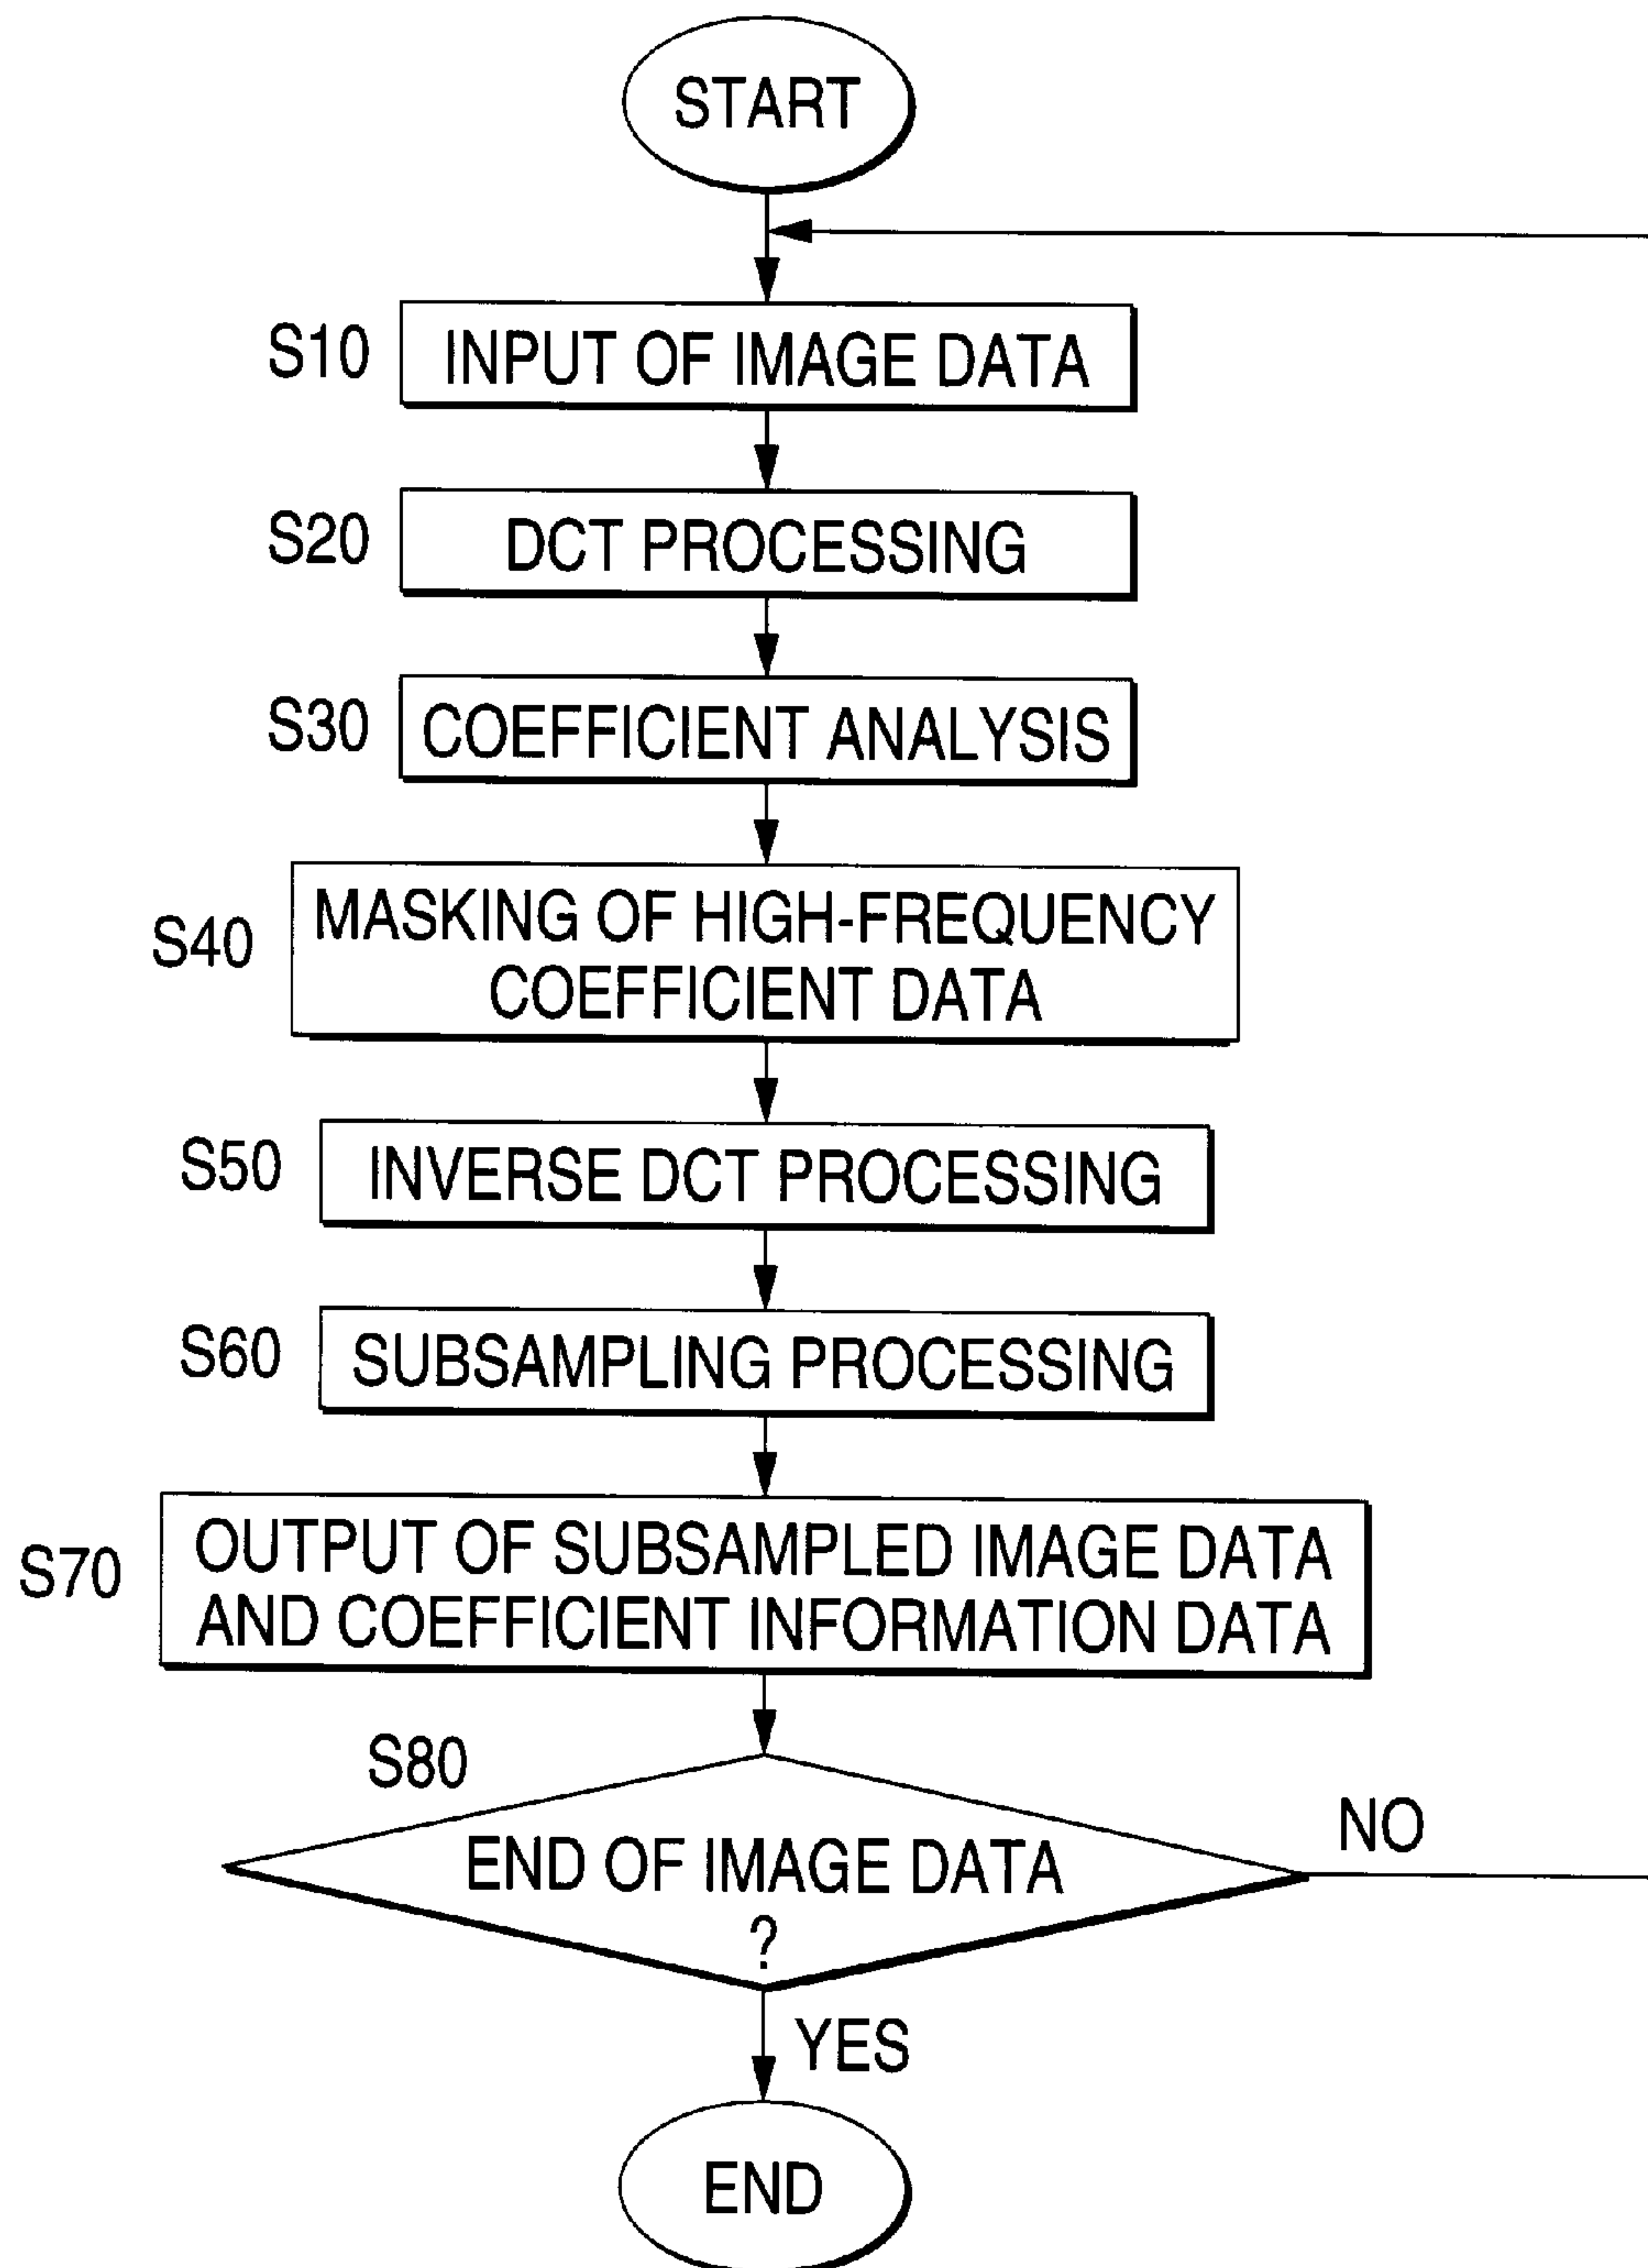 START
S10
INPUT OF IMAGE DATA
S20
DCT PROCESSING
S30
COEFFICIENT ANALYSIS
S40
MASKING OF HIGH-FREQUENCY
COEFFICIENT DATA
S50
INVERSE DCT PROCESSING
S60
SUBSAMPLING PROCESSING
S70
OUTPUT OF SUBSAMPLED IMAGE DATA
AND COEFFICIENT INFORMATION DATA
S80
END OF IMAGE DATA
?
NO
YES
END